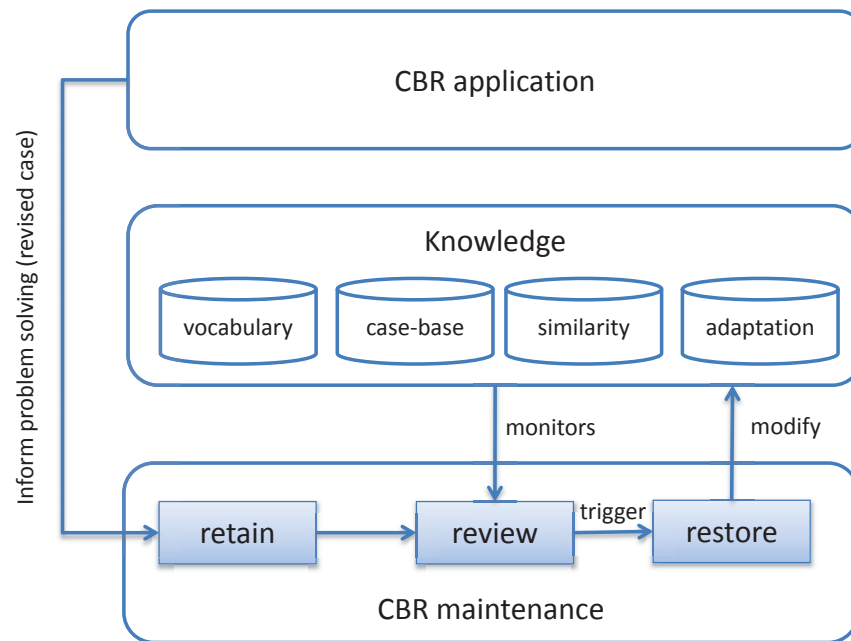 CBR application
Inform problem solving (revised case)
Knowledge
vocabulary
case-base
similarity
adaptation
monitors
modify
retain
review
trigger
restore
CBR maintenance